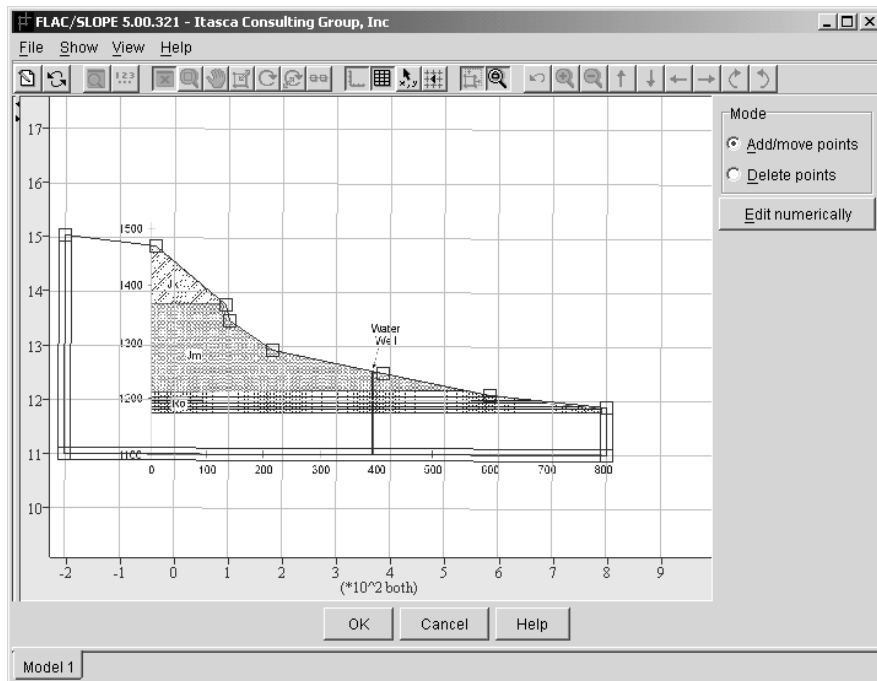 FLAC/SLOPE 5.00.321 - Itasca Consulting Group, Inc
File Show View Help
123
x,y
Mode
Add/move points
Delete points
Edit numerically
17
16
15
14
13
12
11
10
1500
1400
1300
1200
1100
Jk
Jm
Ko
Water
Well
0 100 200 300 400 500 600 700 800
-2 -1 0 1 2 3 4 5 6 7 8 9
(*10^2 both)
OK Cancel Help
Model 1